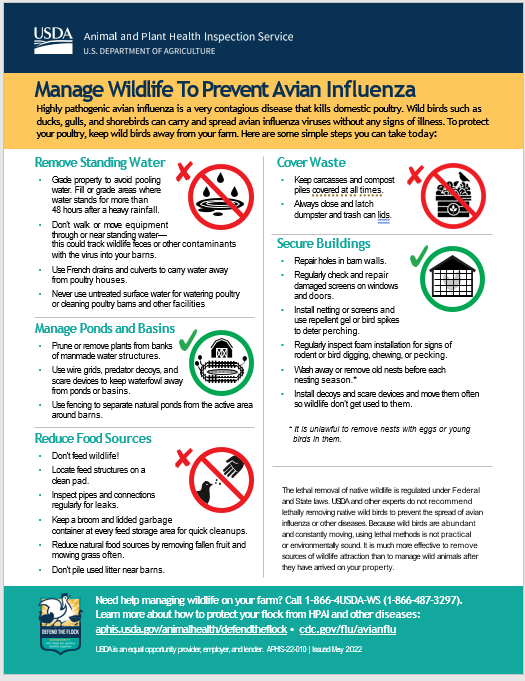 USDA
Animal and Plant Health Inspection Service
U.S. DEPARTMENT OF AGRICULTURE
Manage Wildlife To Prevent Avian Influenza
Highly pathogenic avian influenza is a very contagious disease that kills domestic poultry. Wild birds such as
ducks, gulls, and shorebirds can carry and spread avian influenza viruses without any signs of illness. To protect
your poultry, keep wild birds away from your farm. Here are some simple steps you can take today:
Remove Standing Water
• Grade property to avoid pooling
water. Fill or grade areas where
water stands for more than
48 hours after a heavy rainfall.
• Don't walk or move equipment
through or near standing water—
this could track wildlife feces or other contaminants
with the virus into your barns.
• Use French drains and culverts to carry water away
from poultry houses.
• Never use untreated surface water for watering poultry
or cleaning poultry barns and other facilities
Manage Ponds and Basins
• Prune or remove plants from banks
of manmade water structures.
• Use wire grids, predator decoys, and
scare devices to keep waterfowl away
from ponds or basins.
• Use fencing to separate natural ponds from the active area
around barns.
Reduce Food Sources
• Don't feed wildlife!
• Locate feed structures on a
clean pad.
• Inspect pipes and connections
regularly for leaks.
• Keep a broom and lidded garbage
container at every feed storage area for quick cleanups.
• Reduce natural food sources by removing fallen fruit and
mowing grass often.
• Don't pile used litter near barns.
Cover Waste
• Keep carcasses and compost
piles covered at all times.
• Always close and latch
dumpster and trash can lids.
Secure Buildings
• Repair holes in barn walls.
• Regularly check and repair
damaged screens on windows
and doors.
• Install netting or screens and
use repellent gel or bird spikes
to deter perching.
• Regularly inspect foam installation for signs of
rodent or bird digging, chewing, or pecking.
• Wash away or remove old nests before each
nesting season.*
• Install decoys and scare devices and move them often
so wildlife don't get used to them.
* It is unlawful to remove nests with eggs or young
birds in them.
The lethal removal of native wildlife is regulated under Federal
and State laws. USDA and other experts do not recommend
lethally removing native wild birds to prevent the spread of avian
influenza or other diseases. Because wild birds are abundant
and constantly moving, using lethal methods is not practical
or environmentally sound. It is much more effective to remove
sources of wildlife attraction than to manage wild animals after
they have arrived on your property.
DEFEND THE FLOCK
Need help managing wildlife on your farm? Call 1-866-4USDA-WS (1-866-487-3297).
Learn more about how to protect your flock from HPAI and other diseases:
aphis.usda.gov/animalhealth/defendtheflock • cdc.gov/flu/avianflu
USDA is an equal opportunity provider, employer, and lender. APHIS-22-010 | Issued May 2022